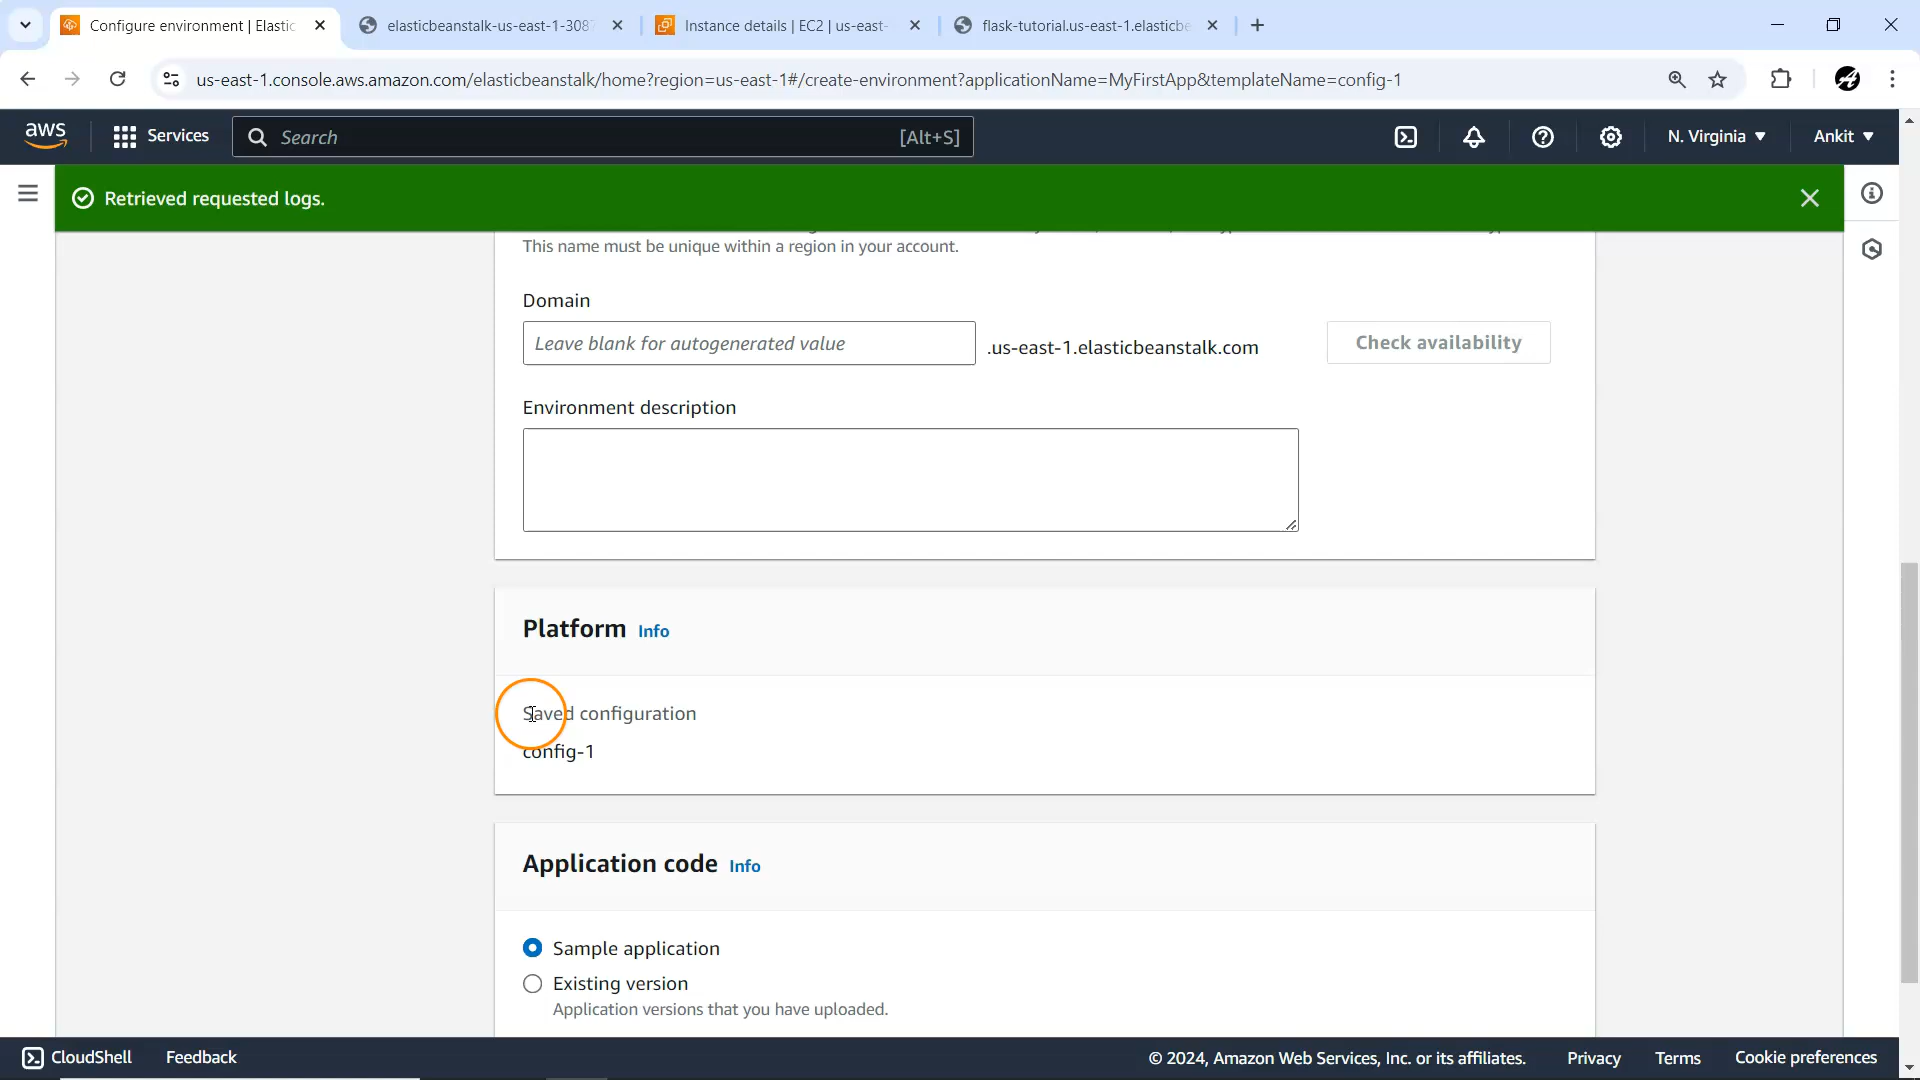 Configure environment | Elastic
elasticbeanstalk-us-east-1-3087
Instance details | EC2 | us-east-
flask-tutorial.us-east-1.elasticbe
us-east-1.console.aws.amazon.com/elasticbeanstalk/home?region=us-east-1#/create-environment?applicationName=MyFirstApp&templateName=config-1
aws
Services
Search
[Alt+S]
N. Virginia
Ankit
Retrieved requested logs.
This name must be unique within a region in your account.
Domain
Leave blank for autogenerated value
.us-east-1.elasticbeanstalk.com
Check availability
Environment description
Platform Info
Saved configuration
config-1
Application code Info
Sample application
Existing version
Application versions that you have uploaded.
CloudShell
Feedback
© 2024, Amazon Web Services, Inc. or its affiliates.
Privacy
Terms
Cookie preferences